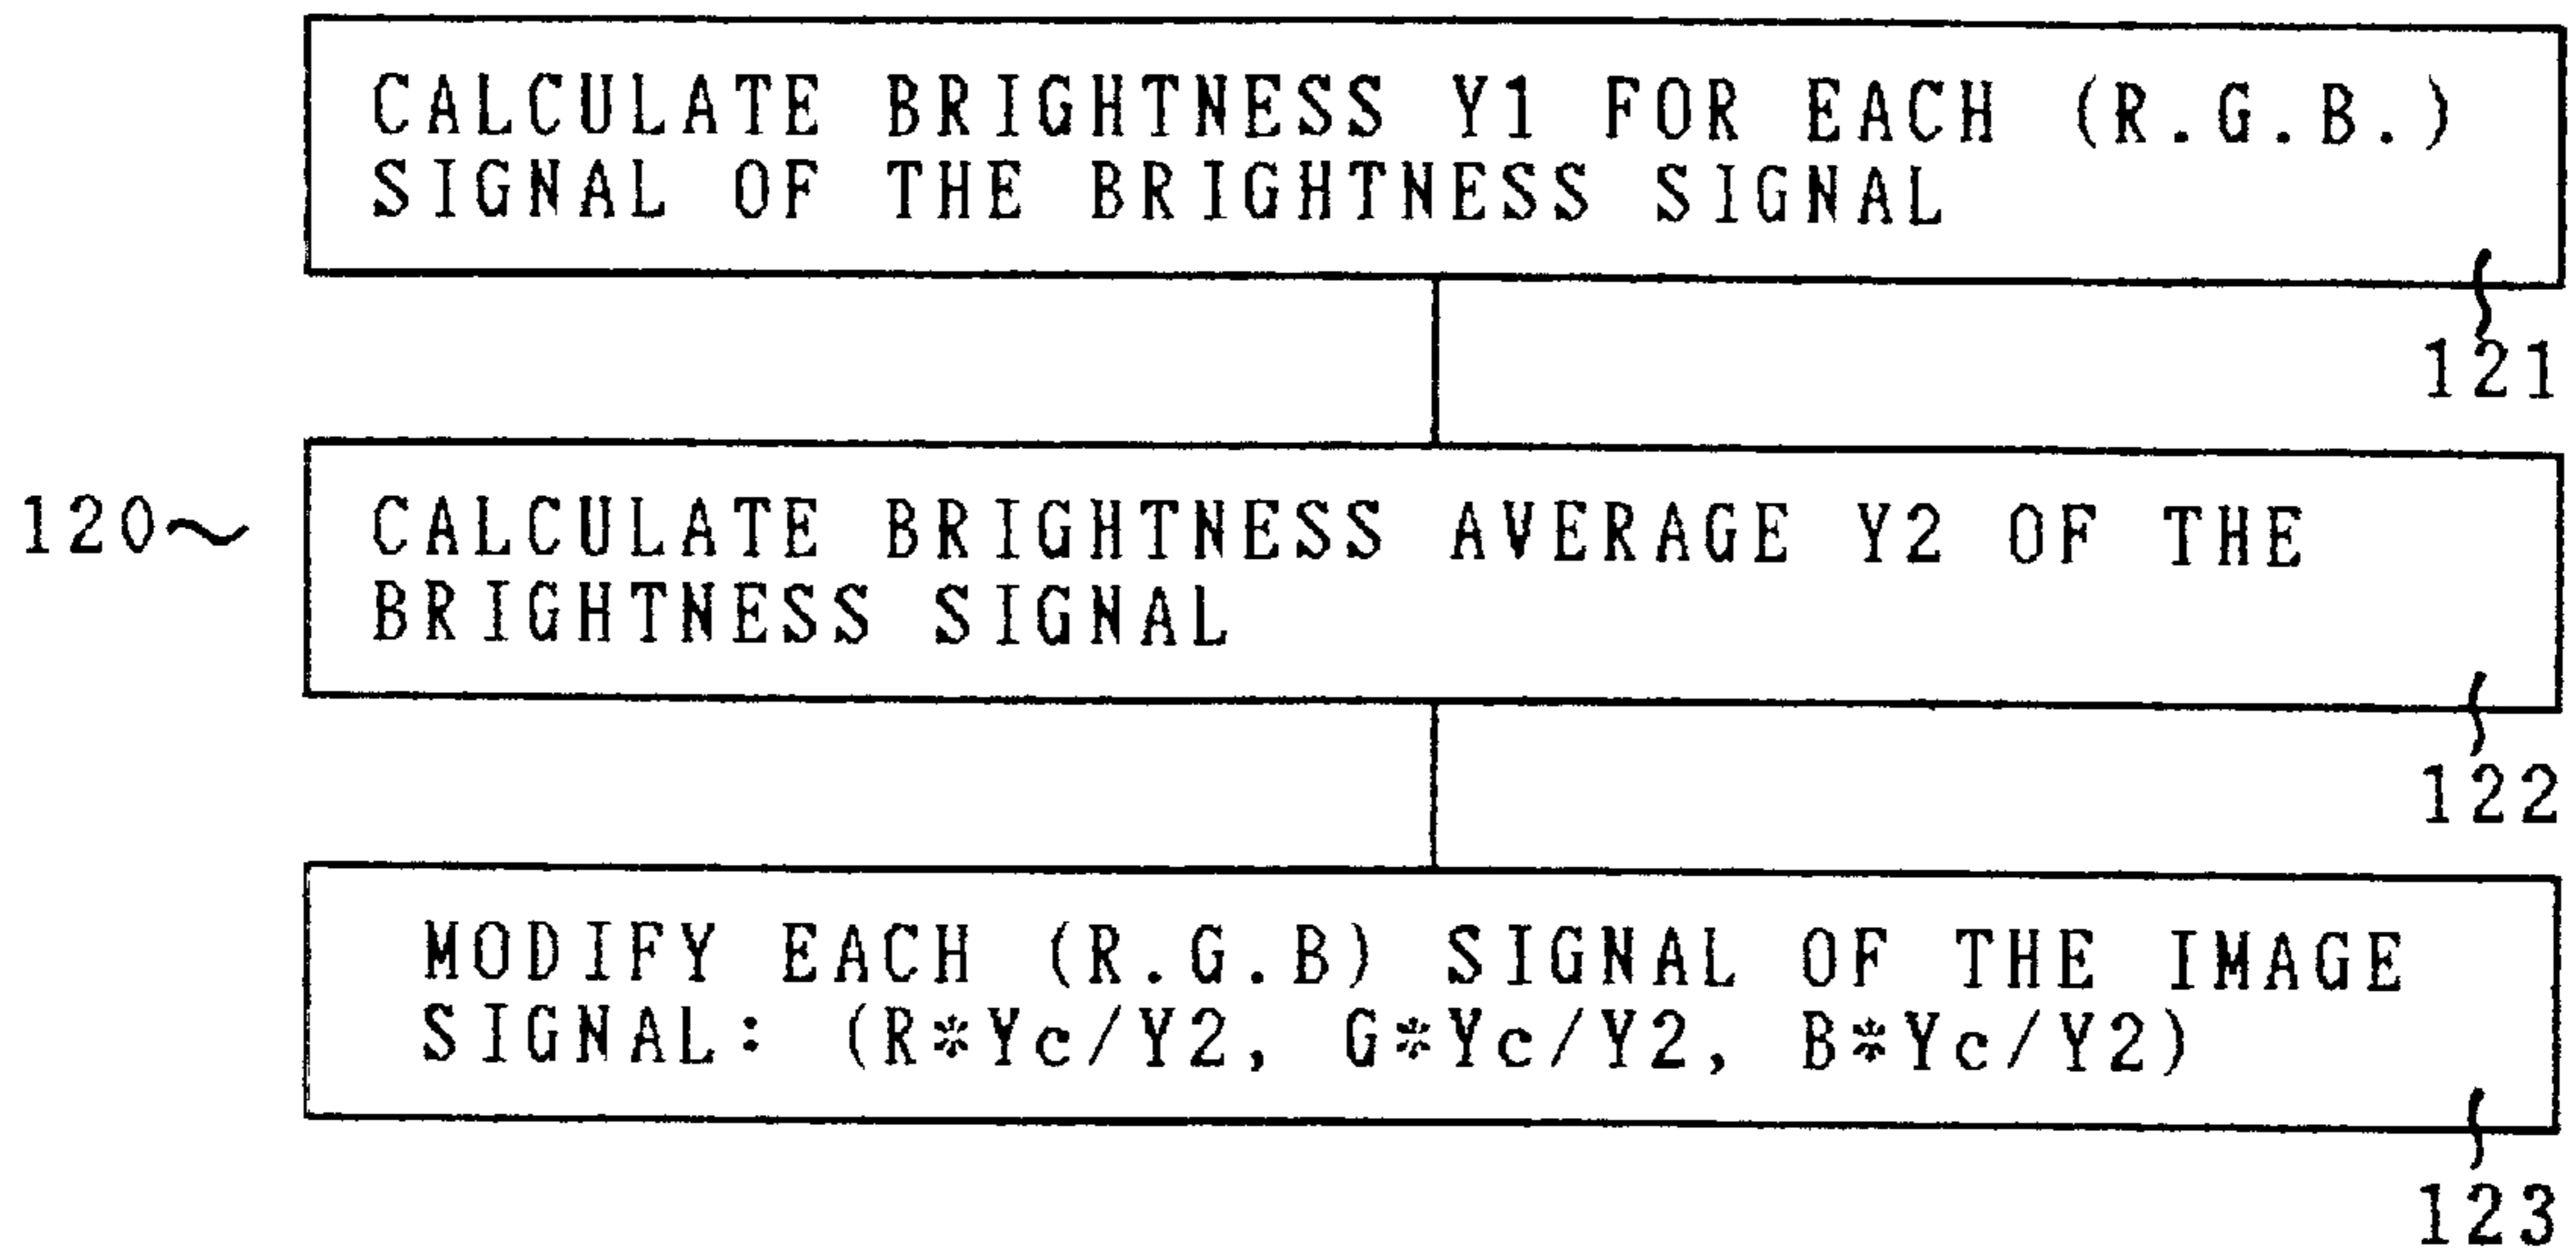 CALCULATE BRIGHTNESS Y1 FOR EACH (R.G.B.)
SIGNAL OF THE BRIGHTNESS SIGNAL
121
120~
CALCULATE BRIGHTNESS AVERAGE Y2 OF THE
BRIGHTNESS SIGNAL
122
MODIFY EACH (R.G.B) SIGNAL OF THE IMAGE
SIGNAL: (R*Yc/Y2, G*Yc/Y2, B*Yc/Y2)
123